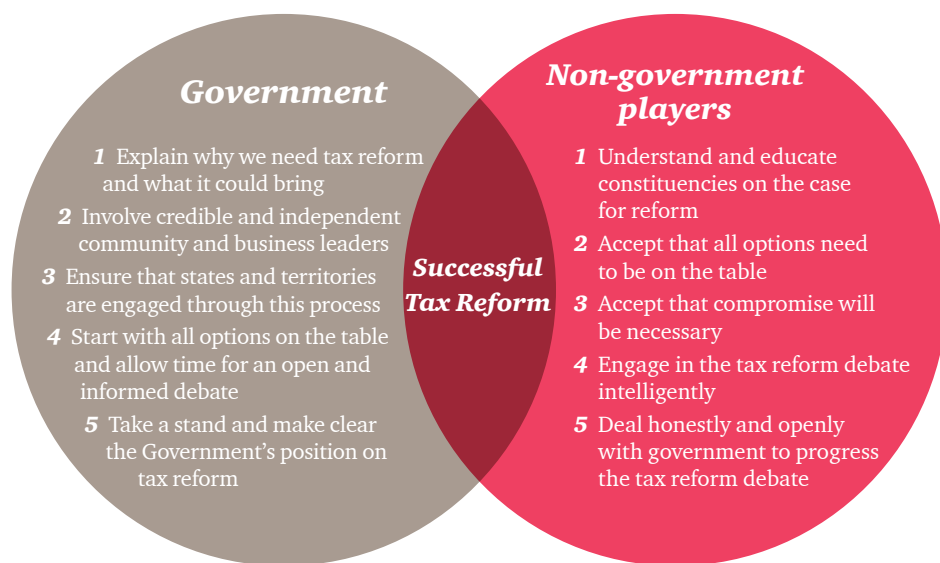 Government
1 Explain why we need tax reform
and what it could bring
2 Involve credible and independent
community and business leaders
3 Ensure that states and territories
are engaged through this process
4 Start with all options on the table
and allow time for an open and
informed debate
5 Take a stand and make clear
the Government’s position on
tax reform
Successful
Tax Reform
Non-government
players
1 Understand and educate
constituencies on the case
for reform
2 Accept that all options need
to be on the table
3 Accept that compromise will
be necessary
4 Engage in the tax reform debate
intelligently
5 Deal honestly and openly
with government to progress
the tax reform debate